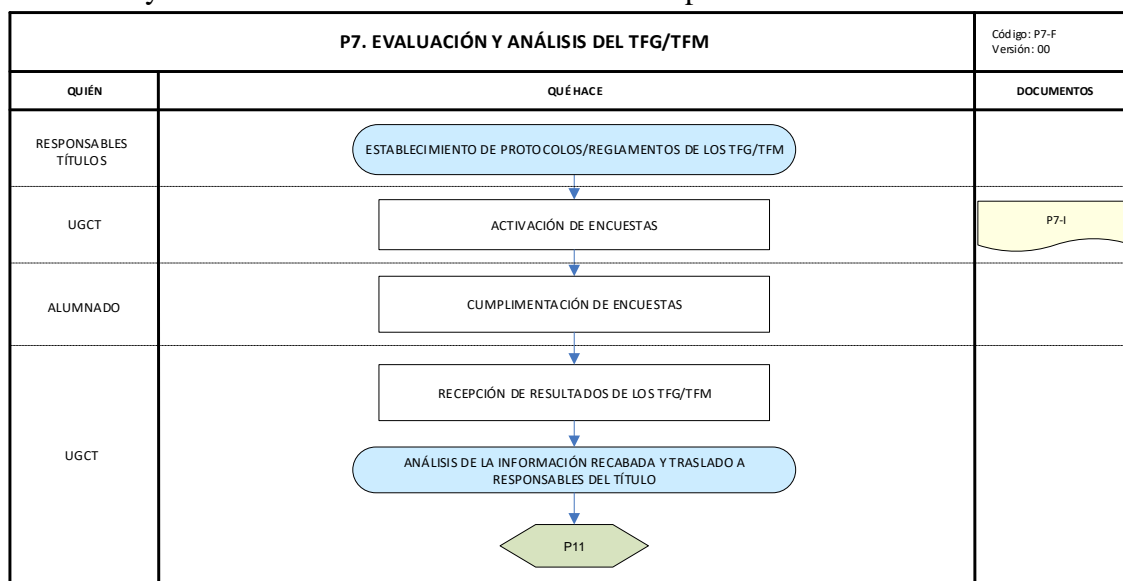 P7. EVALUACIÓN Y ANÁLISIS DEL TFG/TFM
Código: P7-F
Versión: 00
QUIÉN
QUÉ HACE
DOCUMENTOS
RESPONSABLES
TÍTULOS
ESTABLECIMIENTO DE PROTOCOLOS/REGLAMENTOS DE LOS TFG/TFM
UGCT
ACTIVACIÓN DE ENCUESTAS
P7-I
ALUMNADO
CUMPLIMENTACIÓN DE ENCUESTAS
UGCT
RECEPCIÓN DE RESULTADOS DE LOS TFG/TFM
ANÁLISIS DE LA INFORMACIÓN RECABADA Y TRASLADO A
RESPONSABLES DEL TÍTULO
P11